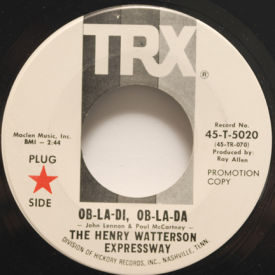 TRX
®
Maclen Music, Inc.
BMI - 2:44
Record No.
45-T-5020
(45-TR-070)
Produced by:
Ray Allen
PLUG
SIDE
PROMOTION
COPY
OB-LA-DI, OB-LA-DA
- John Lennon & Paul McCartney -
THE HENRY WATTERSON
EXPRESSWAY
DIVISION OF HICKORY RECORDS, INC., NASHVILLE, TENN